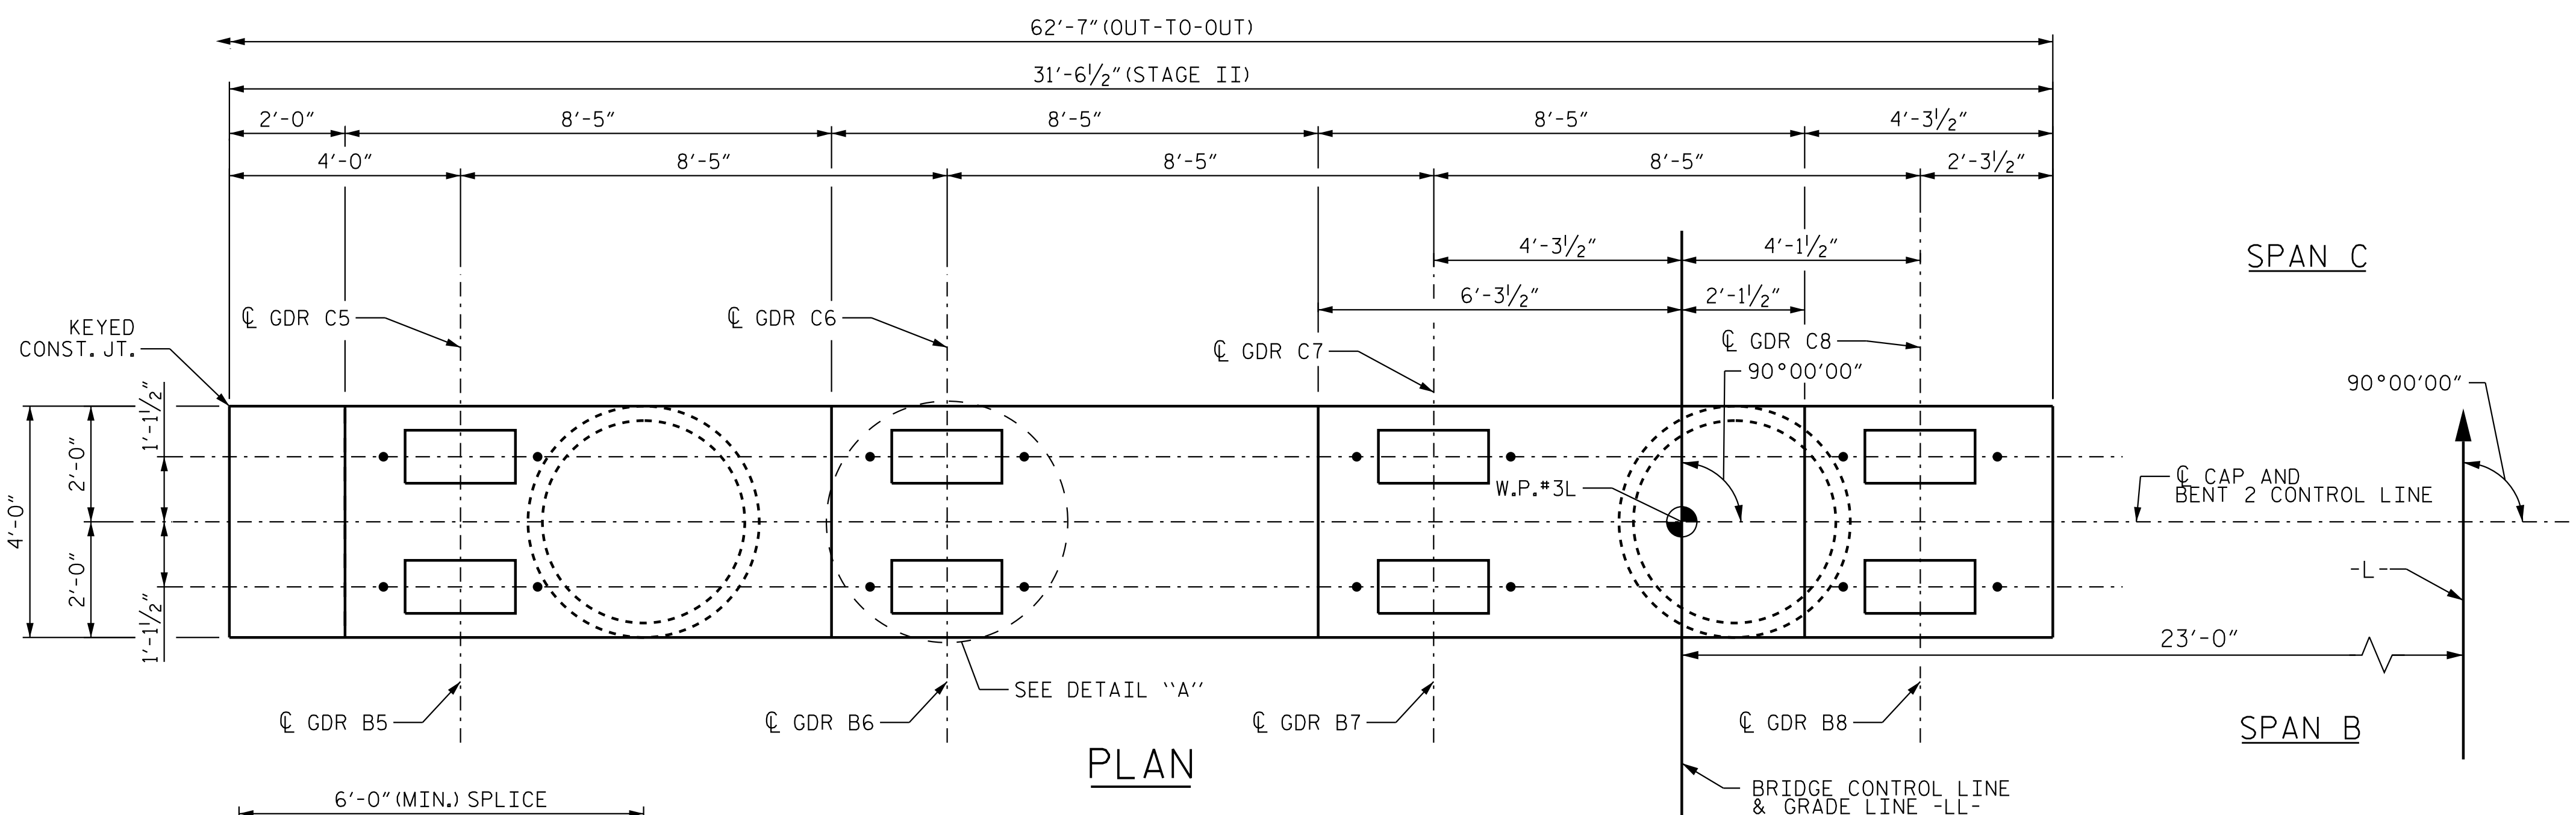 62'-7" (OUT-TO-OUT)
31'-6½" (STAGE II)
2'-0" 8'-5" 8'-5" 8'-5" 4'-3½"
4'-0" 8'-5" 8'-5" 8'-5" 2'-3½"
4'-3½" 4'-1½"
6'-3½" 2'-1½"
SPAN C
KEYED
CONST. JT.
℄ GDR C5
℄ GDR C6
℄ GDR C7
℄ GDR C8
90°00'00"
90°00'00"
4'-0"
2'-0"
2'-0"
1'-1½"
1'-1½"
W.P.#3L
℄ CAP AND
BENT 2 CONTROL LINE
-L-
23'-0"
SEE DETAIL ``A''
℄ GDR B5
℄ GDR B6
℄ GDR B7
℄ GDR B8
SPAN B
PLAN
BRIDGE CONTROL LINE
& GRADE LINE -LL-
6'-0" (MIN.) SPLICE